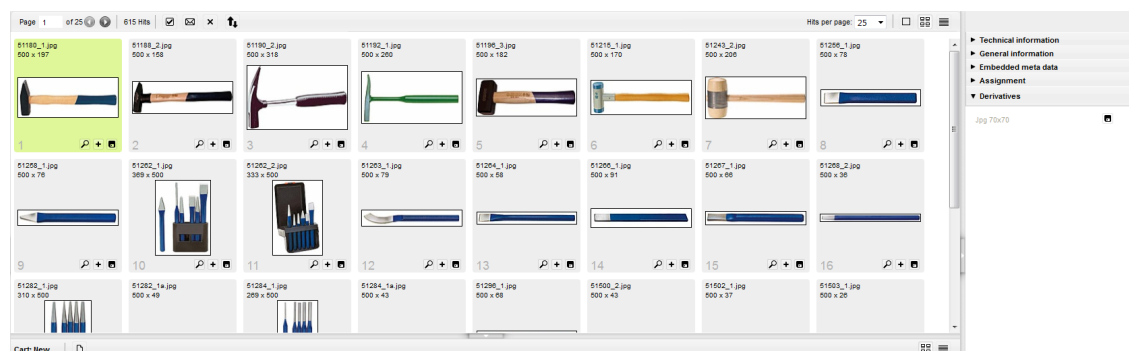 Page 1 of 25 615 Hits Hits per page: 25
51180_1.jpg 51188_2.jpg 51190_2.jpg 51192_1.jpg 51196_3.jpg 51215_1.jpg 51243_2.jpg 51256_1.jpg
500 x 197 500 x 158 500 x 318 500 x 260 500 x 182 500 x 170 500 x 206 500 x 78
1 2 3 4 5 6 7 8
51258_1.jpg 51262_1.jpg 51262_2.jpg 51263_1.jpg 51264_1.jpg 51266_1.jpg 51267_1.jpg 51268_2.jpg
500 x 76 369 x 500 333 x 500 500 x 79 500 x 58 500 x 91 500 x 66 500 x 36
9 10 11 12 13 14 15 16
51282_1.jpg 51282_1a.jpg 51284_1.jpg 51284_1a.jpg 51296_1.jpg 51500_2.jpg 51502_1.jpg 51503_1.jpg
310 x 500 500 x 49 269 x 500 500 x 43 500 x 68 500 x 43 500 x 37 500 x 26
Cart: New
Technical information
General information
Embedded meta data
Assignment
Derivatives
Jpg 70x70